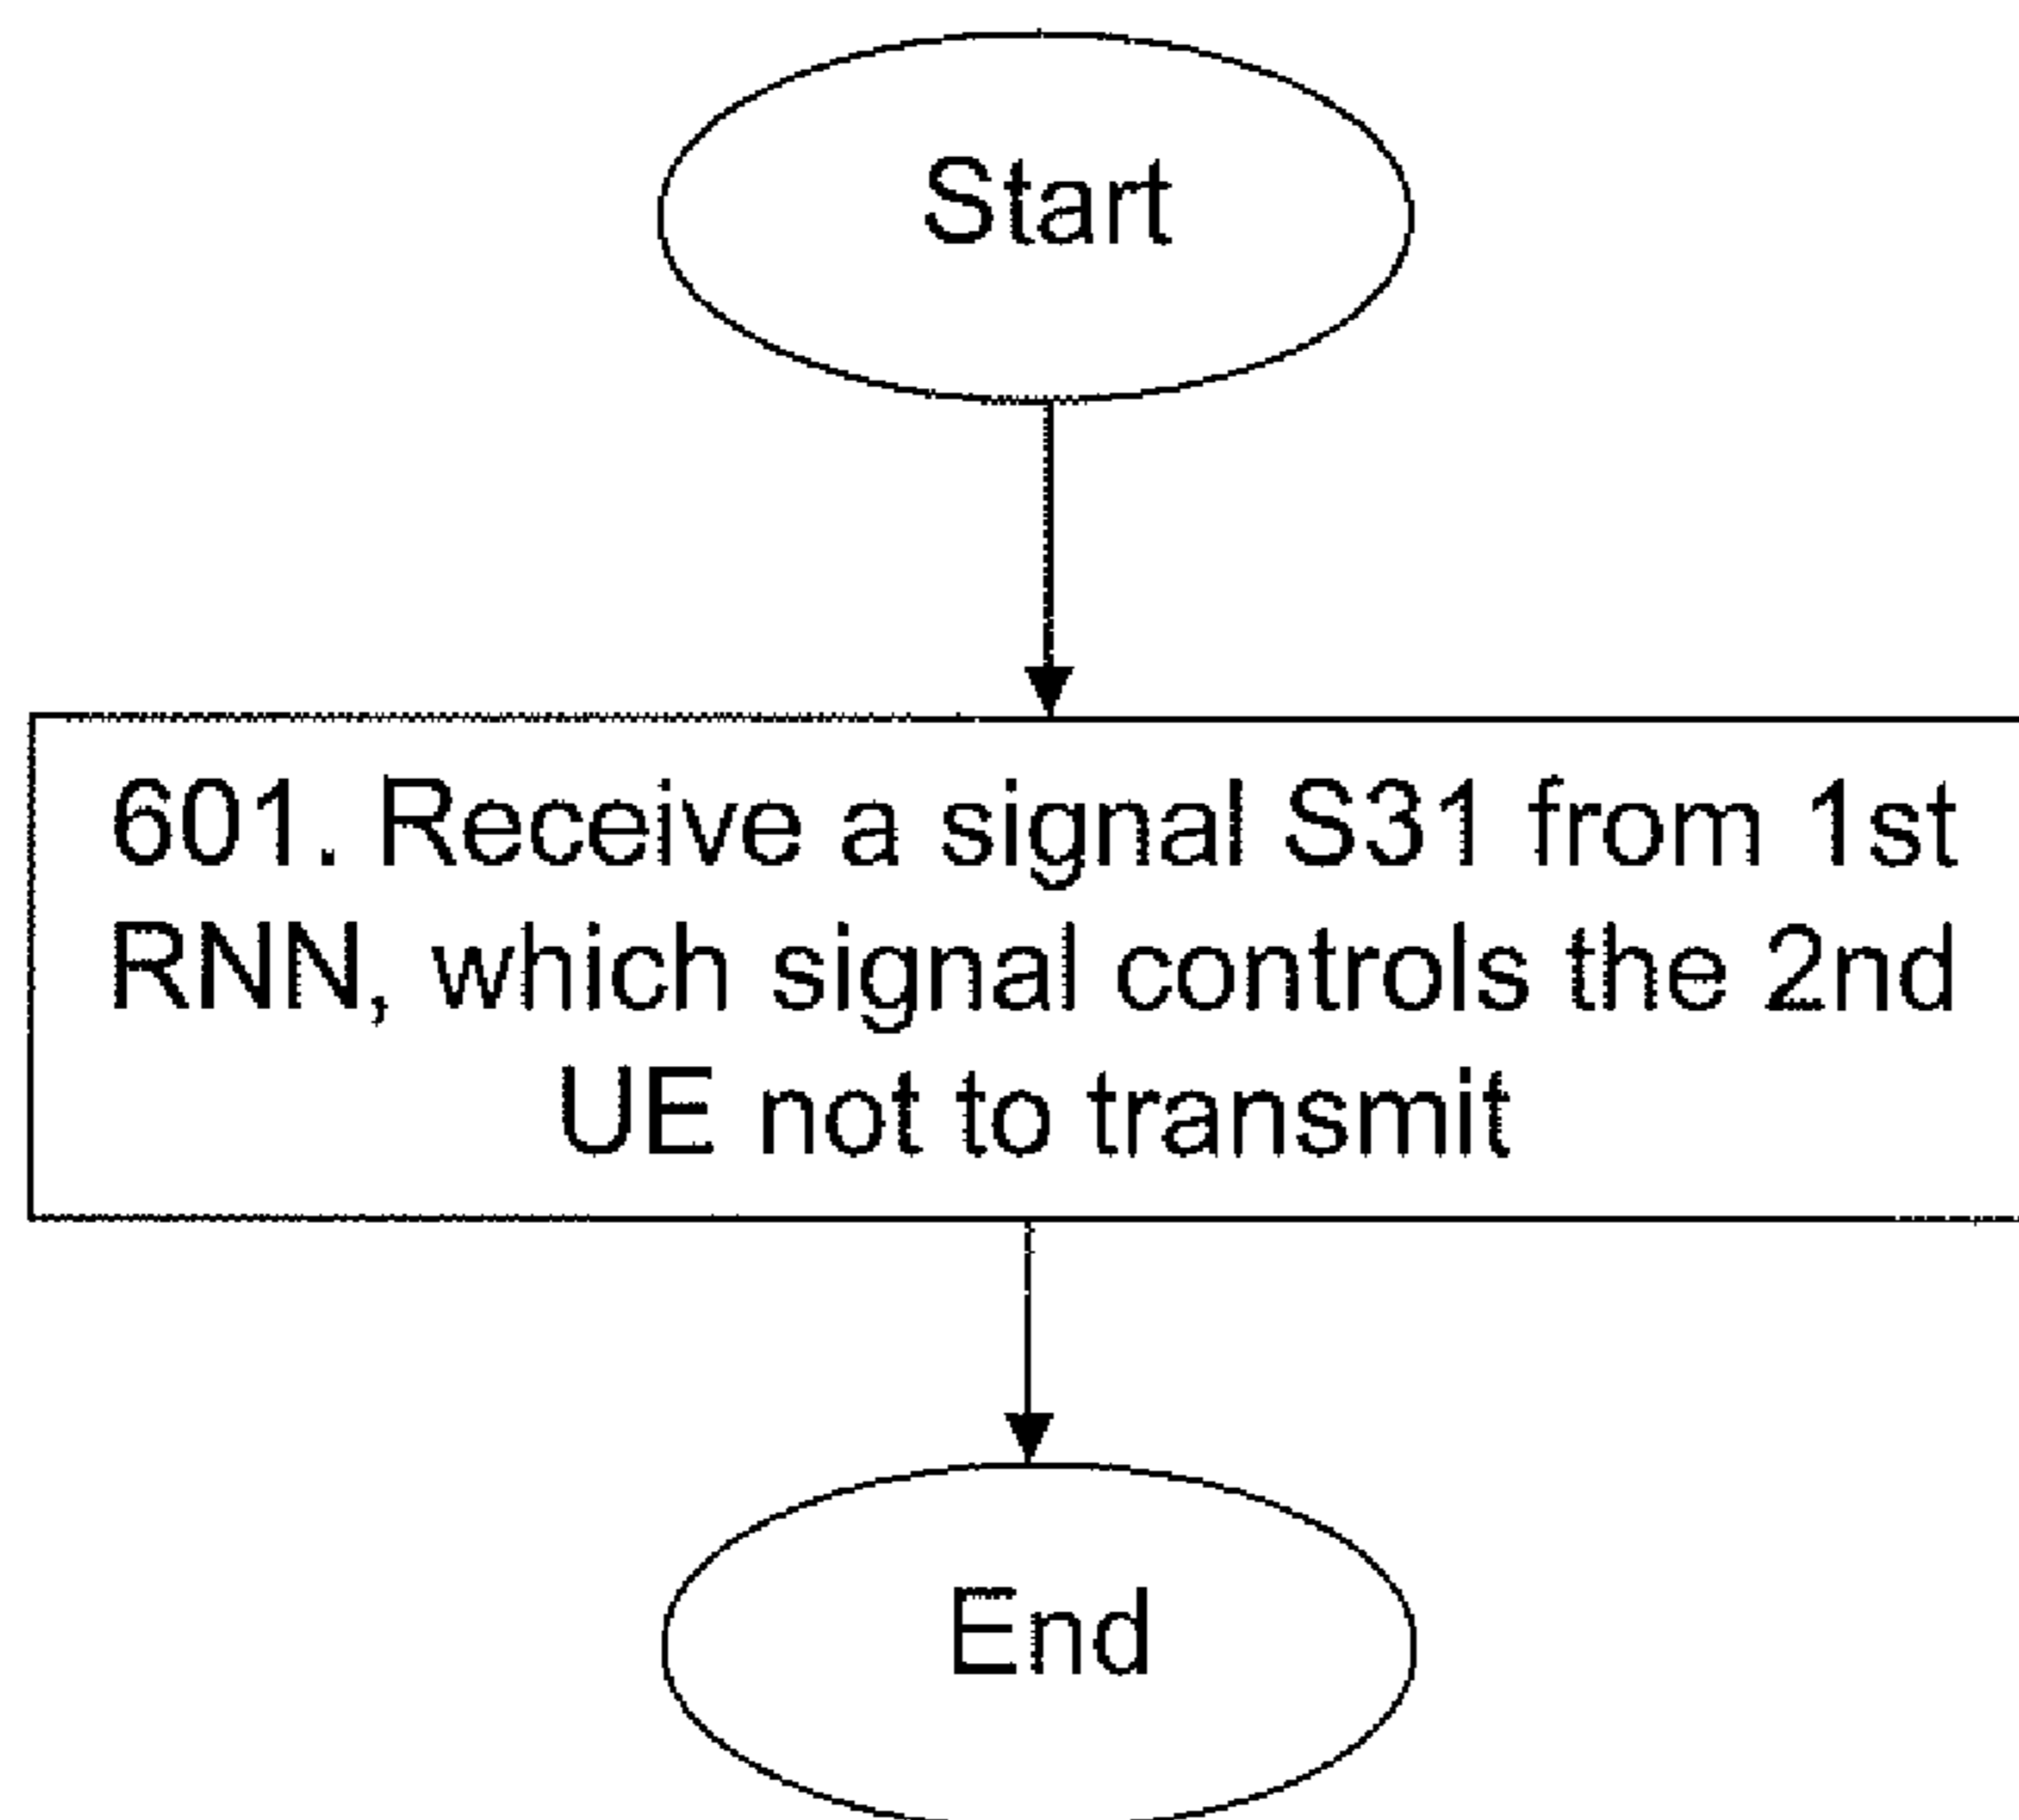 Start
601. Receive a signal S31 from 1st
RNN, which signal controls the 2nd
UE not to transmit
End